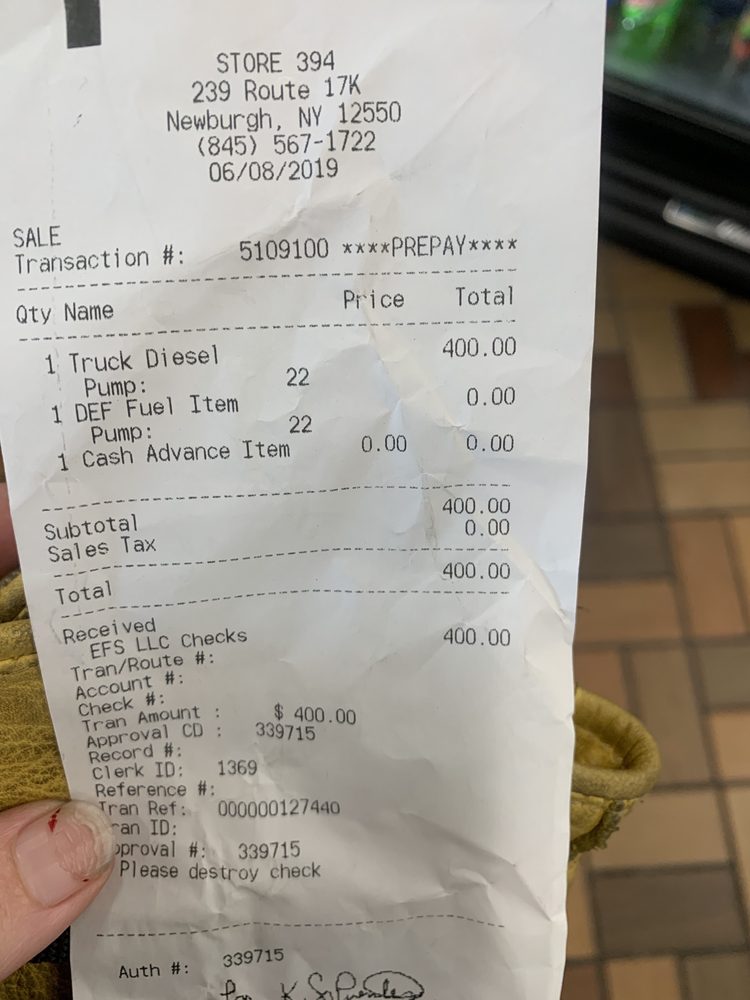 STORE 394
239 Route 17K
Newburgh, NY 12550
(845) 567-1722
06/08/2019
SALE
Transaction #: 5109100 ****PREPAY****
Qty Name Price Total
1 Truck Diesel 400.00
Pump: 22
1 DEF Fuel Item 0.00
Pump: 22
1 Cash Advance Item 0.00 0.00
Subtotal 400.00
Sales Tax 0.00
Total 400.00
Received
EFS LLC Checks 400.00
Tran/Route #:
Account #:
Check #:
Tran Amount : $ 400.00
Approval CD : 339715
Record #:
Clerk ID: 1369
Reference #:
Tran Ref: 000000127440
ran ID:
pproval #: 339715
Please destroy check
Auth #: 339715